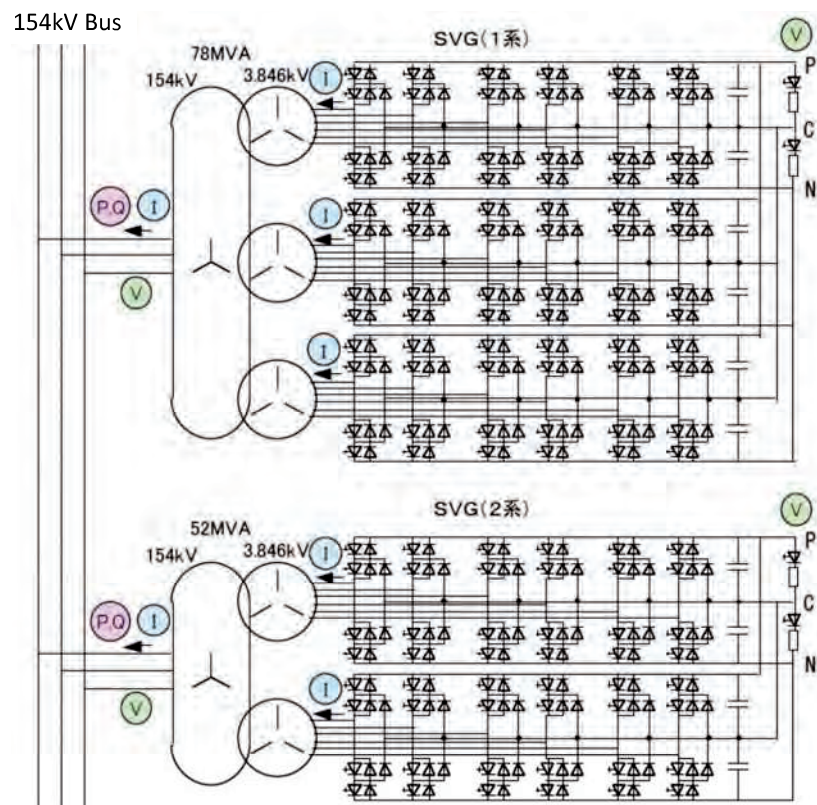 154kV Bus
SVG(1系)
V
78MVA
154kV
3.846kV
I
P
C
P,Q
I
N
I
V
I
SVG(2系)
V
52MVA
154kV
3.846kV
I
P
C
P,Q
I
N
I
V